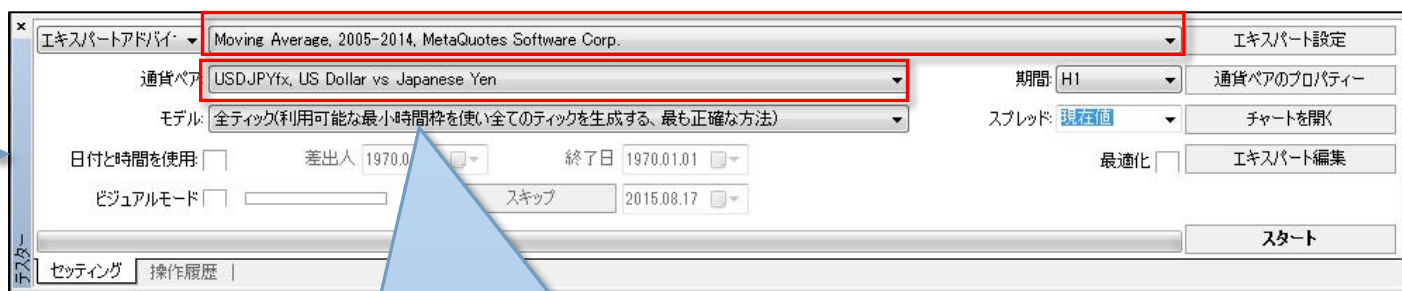 エキスパートアドバイ Moving Average, 2005-2014, MetaQuotes Software Corp. エキスパート設定
通貨ペア USDJPYfx, US Dollar vs Japanese Yen 期間: H1 通貨ペアのプロパティー
モデル: 全ティック(利用可能な最小時間枠を使い全てのティックを生成する、最も正確な方法) スプレッド: 現在値 チャートを開く
日付と時間を使用: 差出人 1970.0 終了日 1970.01.01 最適化 エキスパート編集
ビジュアルモード スキップ 2015.08.17
スタート
テスター
セッティング 操作履歴